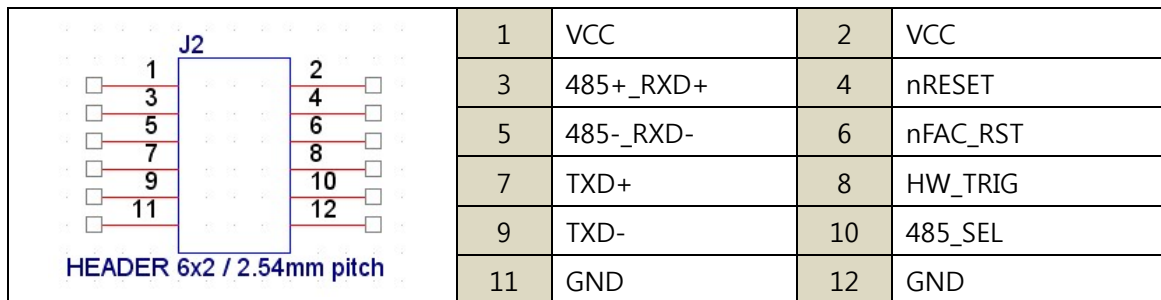 J2
1 2
3 4
5 6
7 8
9 10
11 12
HEADER 6x2 / 2.54mm pitch
1 VCC 2 VCC
3 485+_RXD+ 4 nRESET
5 485-_RXD- 6 nFAC_RST
7 TXD+ 8 HW_TRIG
9 TXD- 10 485_SEL
11 GND 12 GND